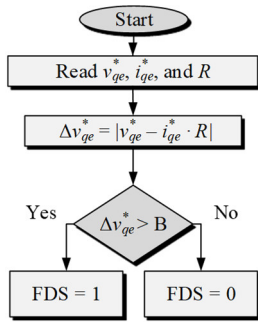 Start
Read v*qe, i*qe, and R
Δv*qe = |v*qe − i*qe · R|
Yes
No
Δv*qe > B
FDS = 1
FDS = 0